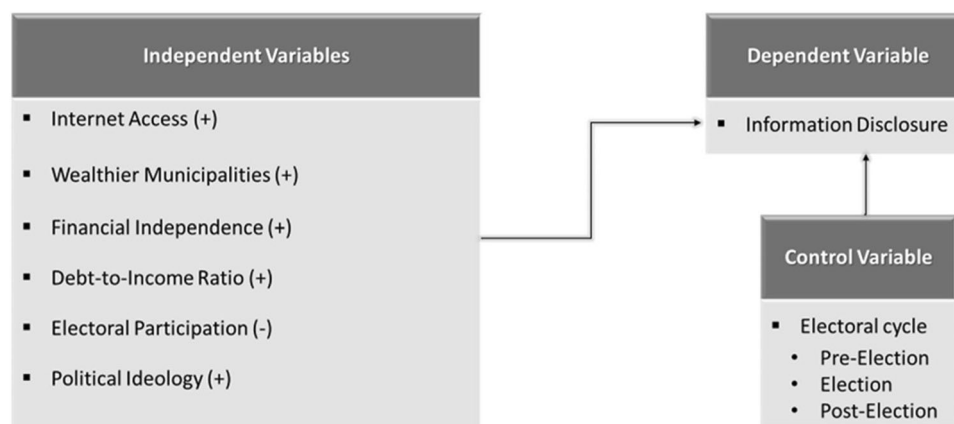 Independent Variables
▪ Internet Access (+)
▪ Wealthier Municipalities (+)
▪ Financial Independence (+)
▪ Debt-to-Income Ratio (+)
▪ Electoral Participation (-)
▪ Political Ideology (+)
Dependent Variable
▪ Information Disclosure
Control Variable
▪ Electoral cycle
• Pre-Election
• Election
• Post-Election